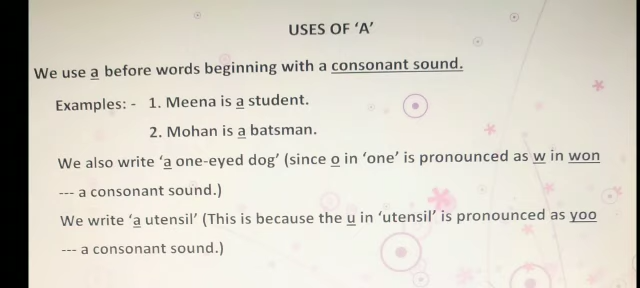 USES OF ‘A’
We use a before words beginning with a consonant sound.
Examples: - 1. Meena is a student.
2. Mohan is a batsman.
We also write ‘a one-eyed dog’ (since o in ‘one’ is pronounced as w in won
--- a consonant sound.)
We write ‘a utensil’ (This is because the u in ‘utensil’ is pronounced as yoo
--- a consonant sound.)